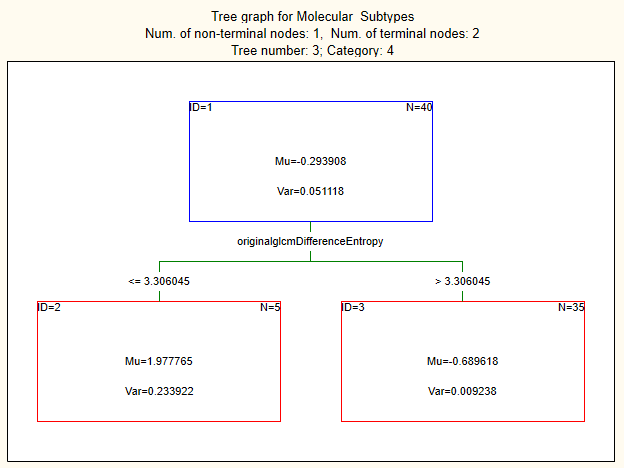 Tree graph for Molecular  Subtypes
Num. of non-terminal nodes: 1,  Num. of terminal nodes: 2
Tree number: 3; Category: 4
ID=1 N=40
Mu=-0.293908
Var=0.051118
originalglcmDifferenceEntropy
<= 3.306045 > 3.306045
ID=2 N=5 ID=3 N=35
Mu=1.977765 Mu=-0.689618
Var=0.233922 Var=0.009238